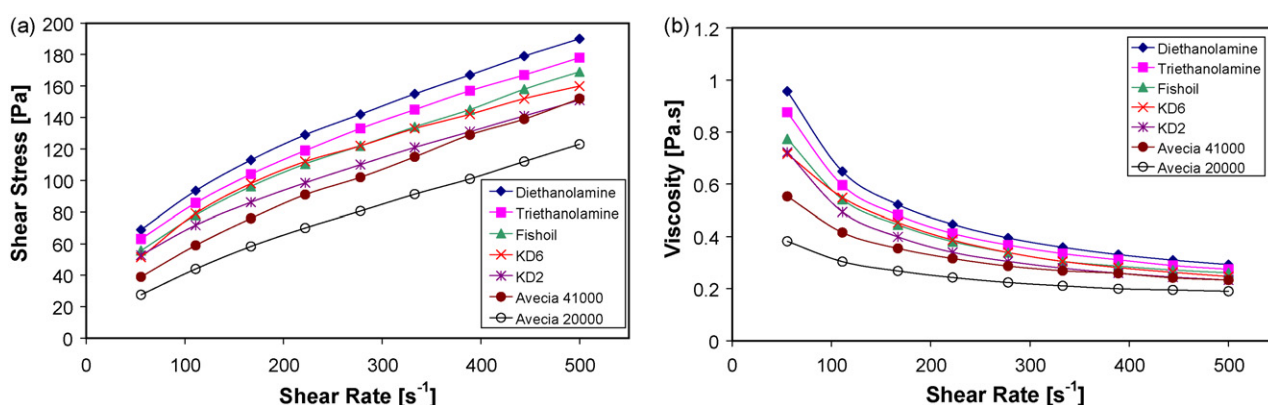 (a)
Shear Stress [Pa]
200
180
160
140
120
100
80
60
40
20
0
0 100 200 300 400 500
Shear Rate [s⁻¹]
Diethanolamine
Triethanolamine
Fishoil
KD6
KD2
Avecia 41000
Avecia 20000
(b)
Viscosity [Pa.s]
1.2
1
0.8
0.6
0.4
0.2
0
0 100 200 300 400 500
Shear Rate [s⁻¹]
Diethanolamine
Triethanolamine
Fishoil
KD6
KD2
Avecia 41000
Avecia 20000